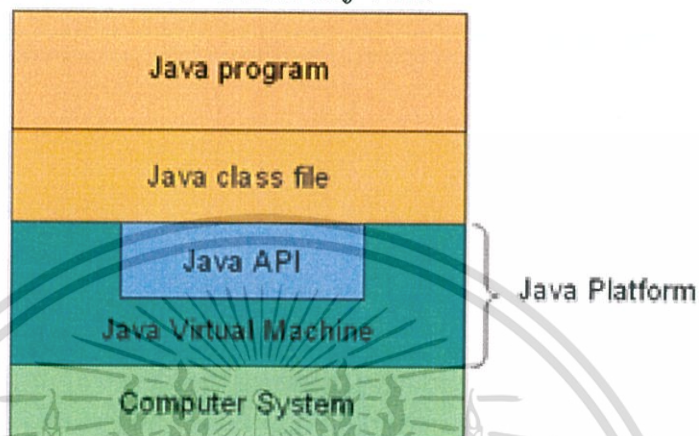 Java program
Java class file
Java API
Java Platform
Java Virtual Machine
Computer System